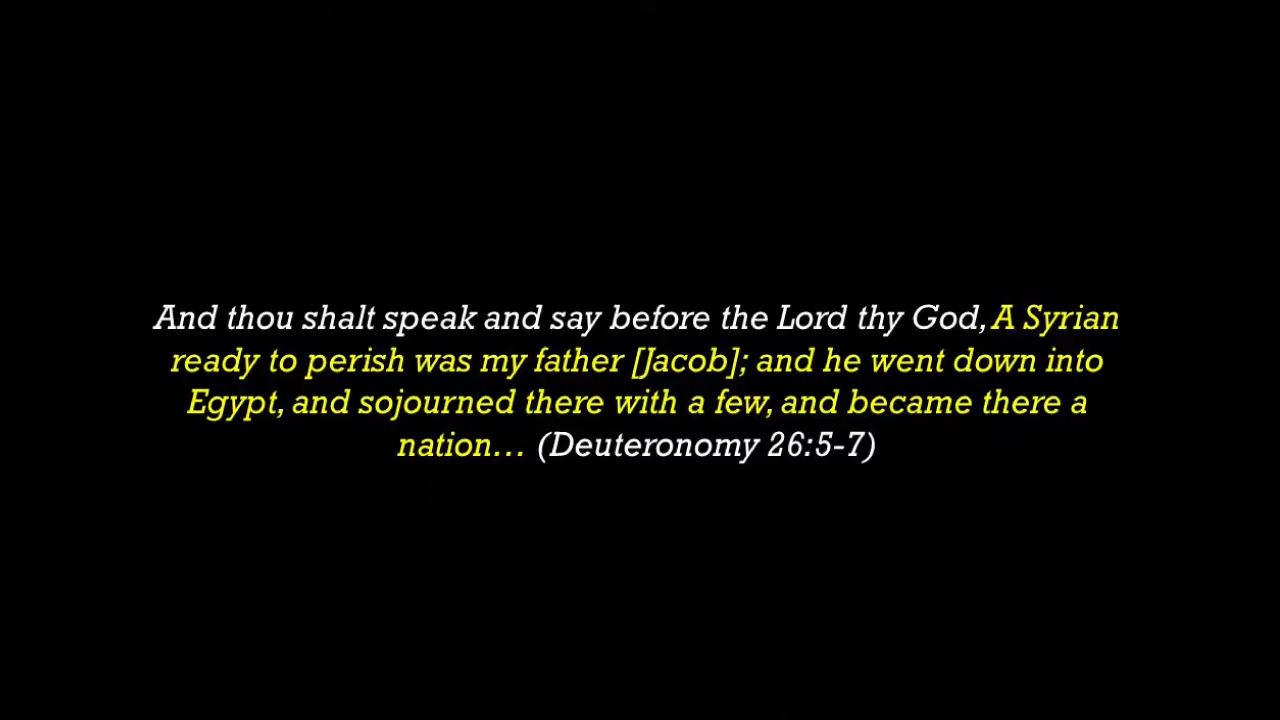 And thou shalt speak and say before the Lord thy God, A Syrian
ready to perish was my father [Jacob]; and he went down into
Egypt, and sojourned there with a few, and became there a
nation... (Deuteronomy 26:5-7)